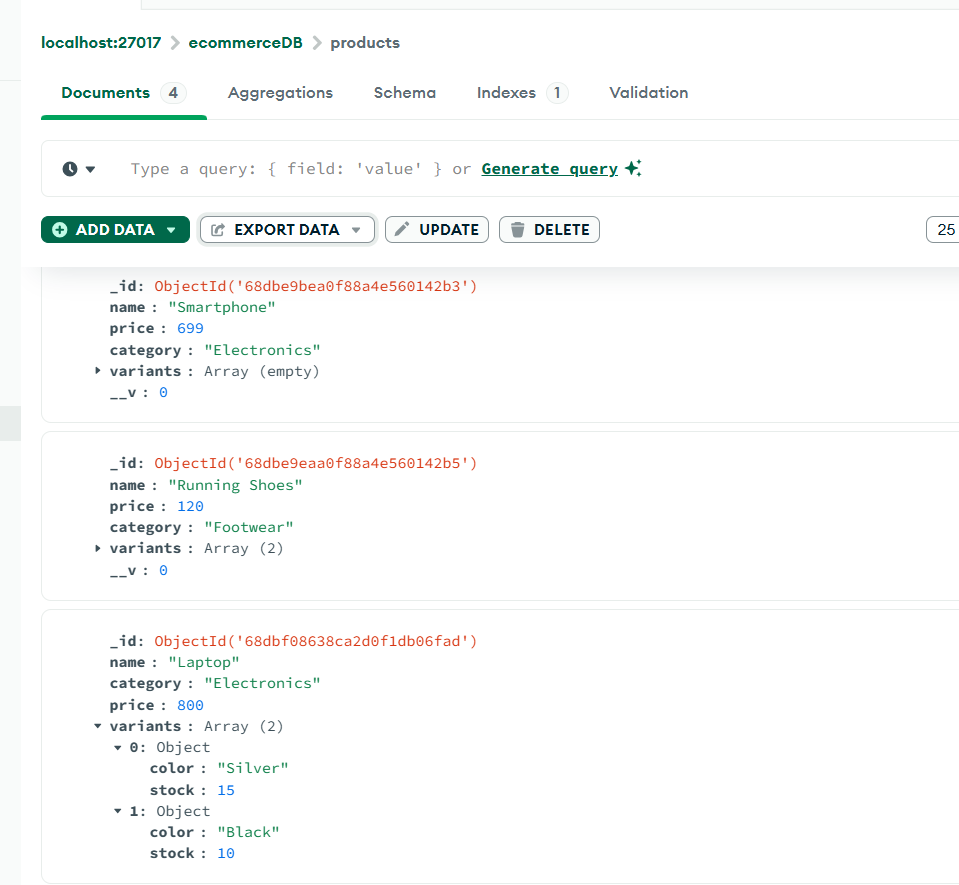 localhost:27017 > ecommerceDB > products
Documents 4 Aggregations Schema Indexes 1 Validation
Type a query: { field: 'value' } or Generate query
ADD DATA EXPORT DATA UPDATE DELETE 25
_id: ObjectId('68dbe9bea0f88a4e560142b3')
name : "Smartphone"
price : 699
category : "Electronics"
variants : Array (empty)
__v : 0
_id: ObjectId('68dbe9eaa0f88a4e560142b5')
name : "Running Shoes"
price : 120
category : "Footwear"
variants : Array (2)
__v : 0
_id: ObjectId('68dbf08638ca2d0f1db06fad')
name : "Laptop"
category : "Electronics"
price : 800
variants : Array (2)
0: Object
color : "Silver"
stock : 15
1: Object
color : "Black"
stock : 10